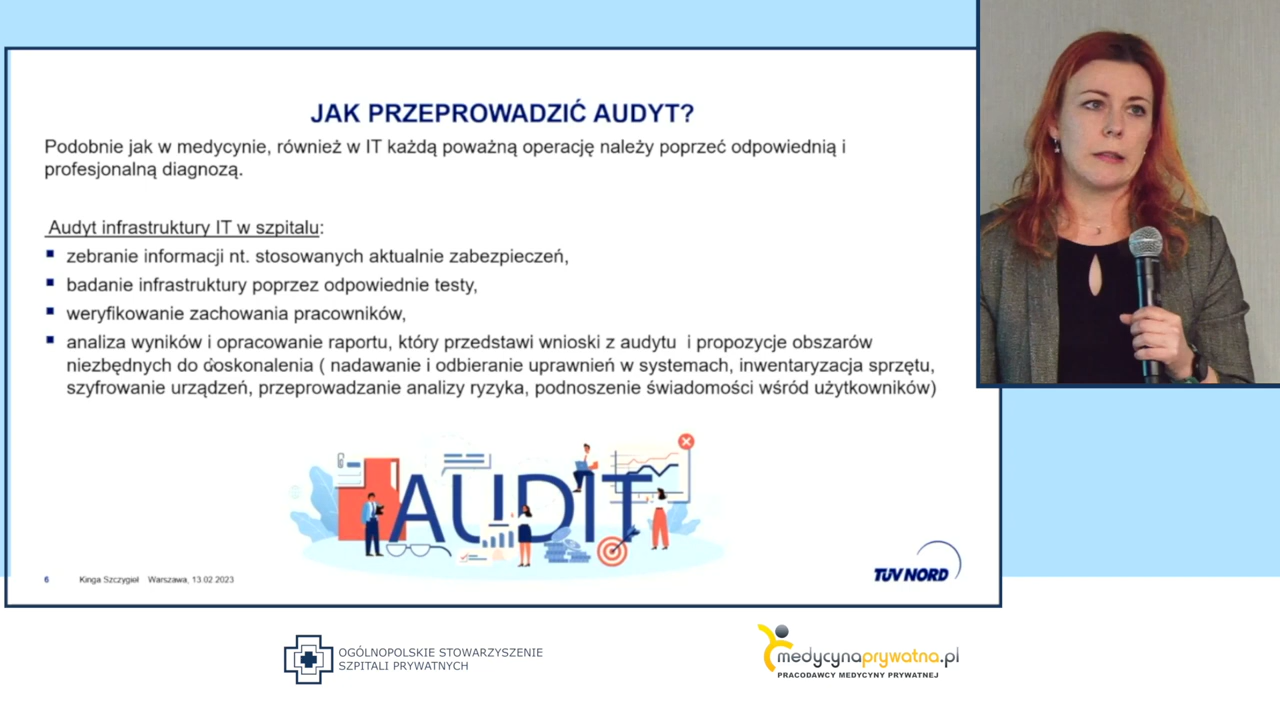 JAK PRZEPROWADZIĆ AUDYT?
Podobnie jak w medycynie, również w IT każdą poważną operację należy poprzeć odpowiednią i
profesjonalną diagnozą.
Audyt infrastruktury IT w szpitalu:
zebranie informacji nt. stosowanych aktualnie zabezpieczeń,
badanie infrastruktury poprzez odpowiednie testy,
weryfikowanie zachowania pracowników,
analiza wyników i opracowanie raportu, który przedstawi wnioski z audytu i propozycje obszarów
niezbędnych do doskonalenia ( nadawanie i odbieranie uprawnień w systemach, inwentaryzacja sprzętu,
szyfrowanie urządzeń, przeprowadzanie analizy ryzyka, podnoszenie świadomości wśród użytkowników)
AUDIT
6 Kinga Szczygieł Warszawa, 13.02.2023
TÜV NORD
OGÓLNOPOLSKIE STOWARZYSZENIE
SZPITALI PRYWATNYCH
medycynaprywatna.pl
PRACODAWCY MEDYCYNY PRYWATNEJ